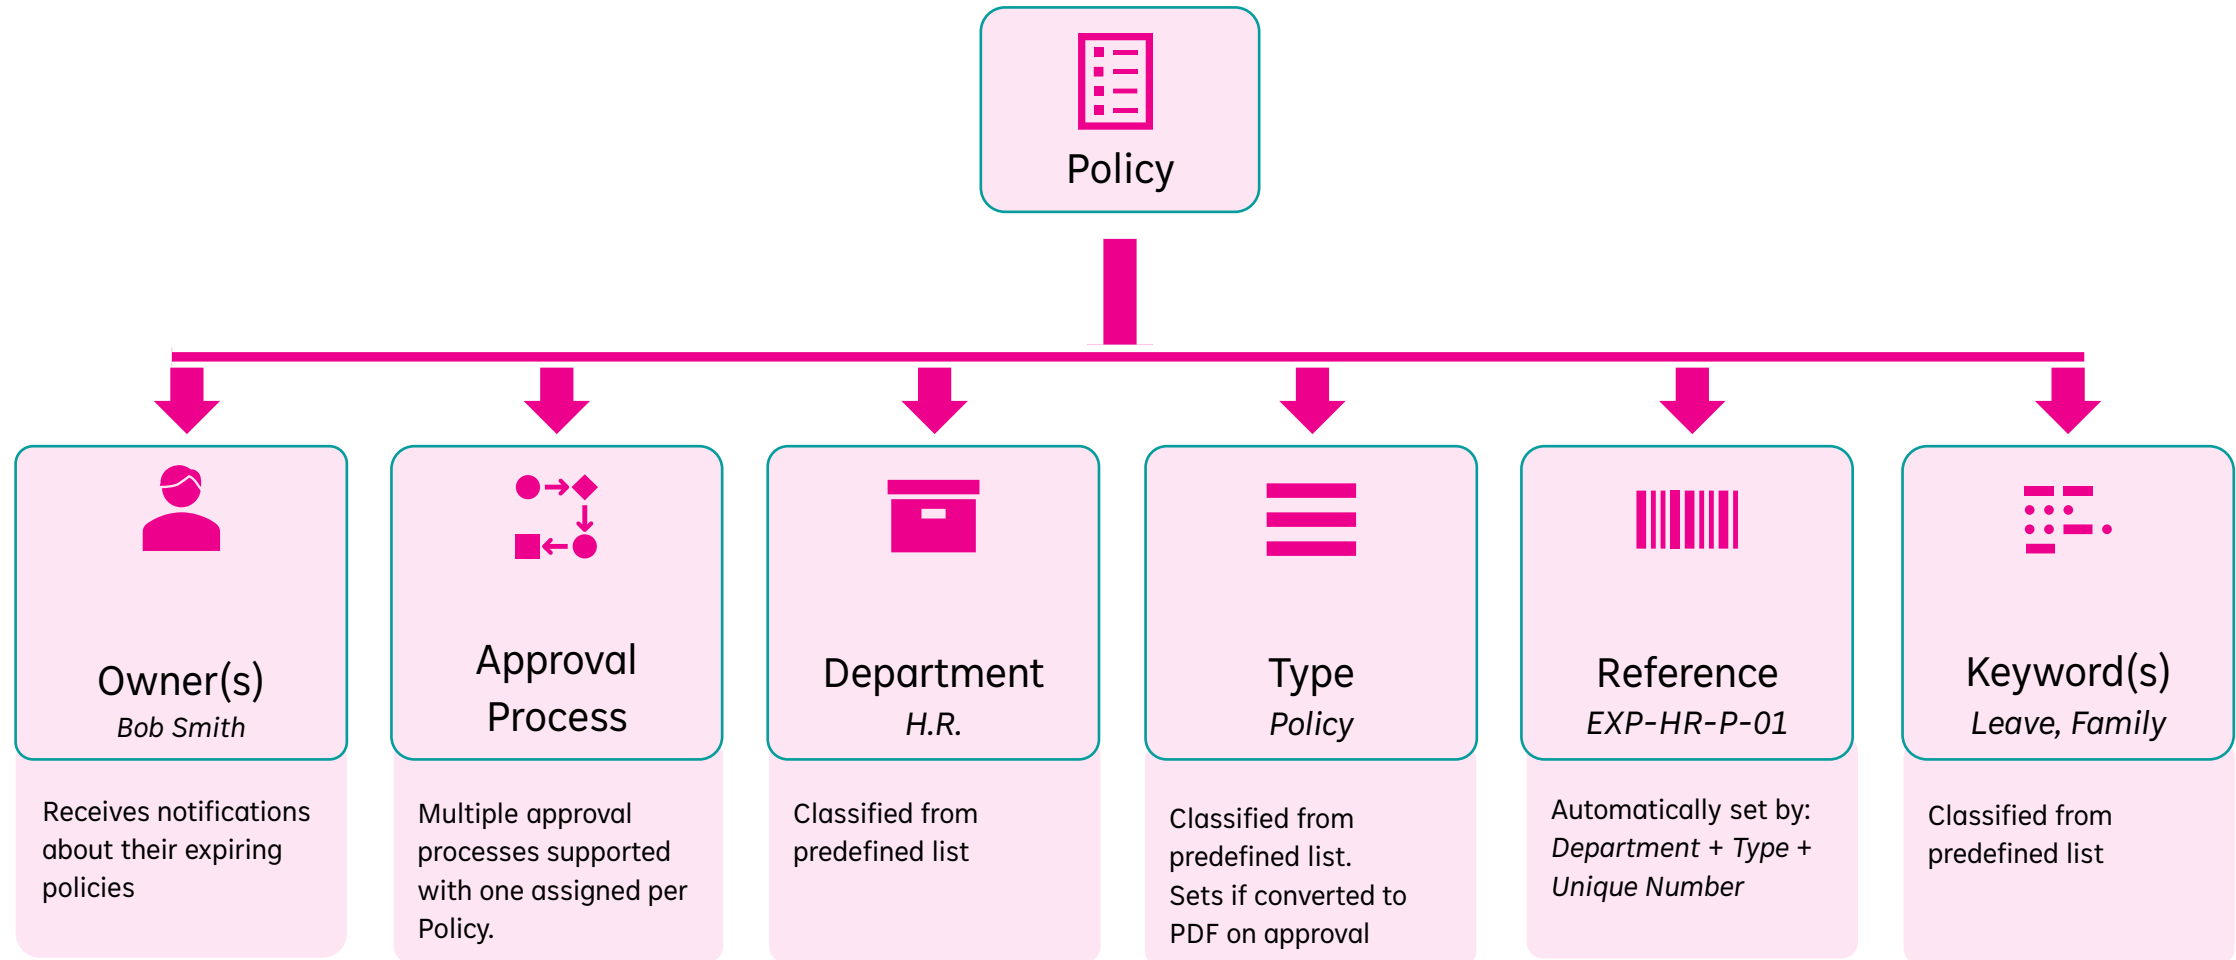 Policy
Owner(s)
Bob Smith
Receives notifications
about their expiring
policies
Approval
Process
Multiple approval
processes supported
with one assigned per
Policy.
Department
H.R.
Classified from
predefined list
Type
Policy
Classified from
predefined list.
Sets if converted to
PDF on approval
Reference
EXP-HR-P-01
Automatically set by:
Department + Type +
Unique Number
Keyword(s)
Leave, Family
Classified from
predefined list